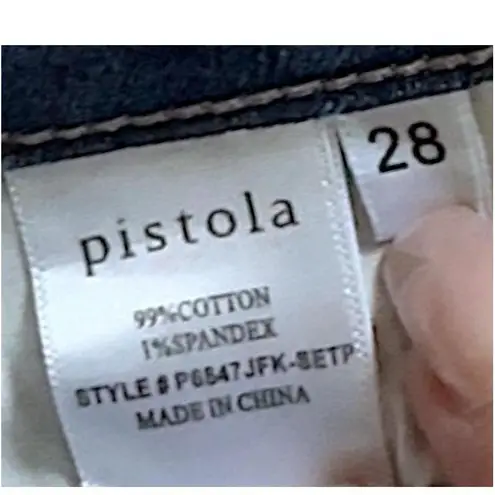 pistola
28
99%COTTON
1%SPANDEX
STYLE # P6847JFK-SETP
MADE IN CHINA